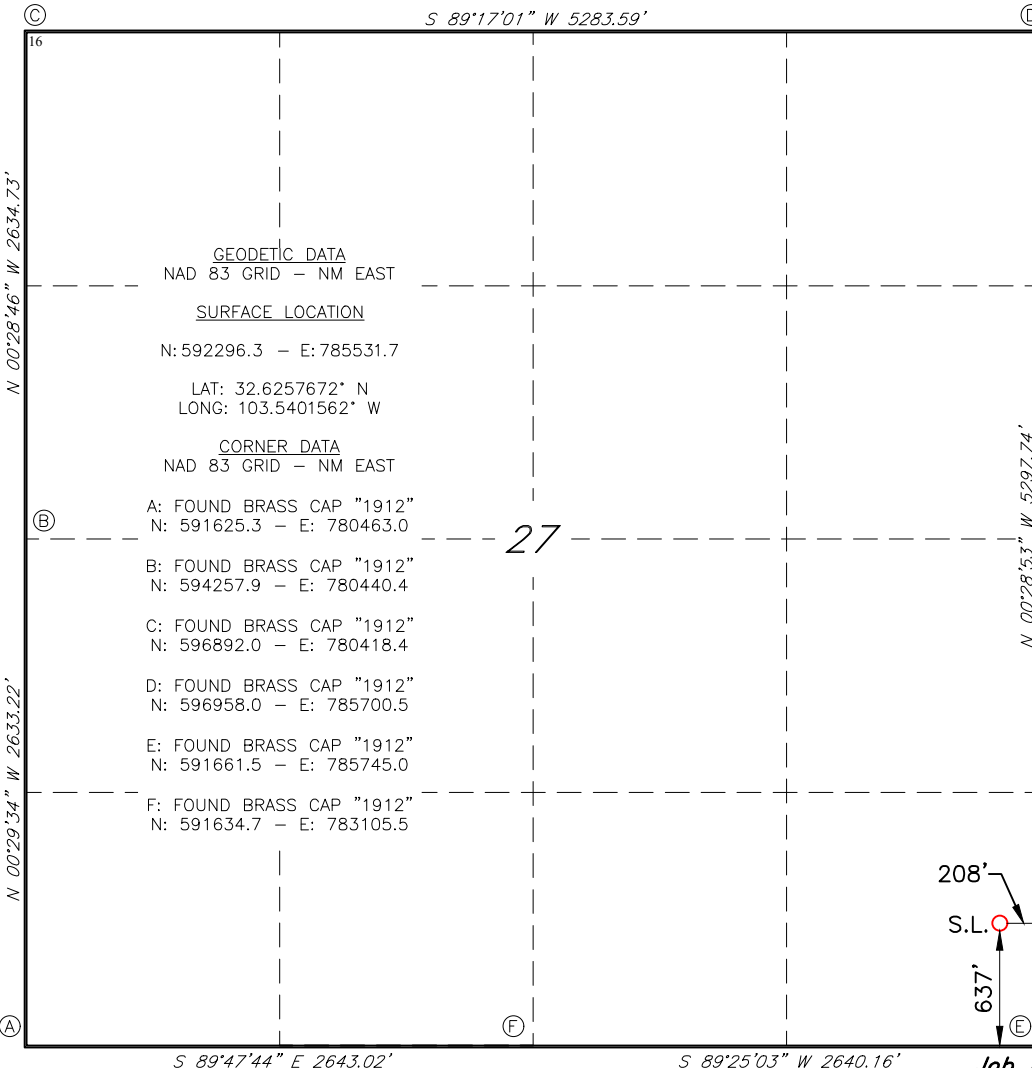 C
S 89°17'01" W 5283.59'
16
N 00°28'46" W 2634.73'
GEODETIC DATA
NAD 83 GRID – NM EAST
SURFACE LOCATION
N: 592296.3 – E: 785531.7
LAT: 32.6257672° N
LONG: 103.5401562° W
CORNER DATA
NAD 83 GRID – NM EAST
A: FOUND BRASS CAP "1912"
N: 591625.3 – E: 780463.0
B
27
N 00°28'53" W 5297.74'
B: FOUND BRASS CAP "1912"
N: 594257.9 – E: 780440.4
C: FOUND BRASS CAP "1912"
N: 596892.0 – E: 780418.4
D: FOUND BRASS CAP "1912"
N: 596958.0 – E: 785700.5
E: FOUND BRASS CAP "1912"
N: 591661.5 – E: 785745.0
F: FOUND BRASS CAP "1912"
N: 591634.7 – E: 783105.5
N 00°29'34" W 2633.22'
208'
S.L.
637'
A
F
E
S 89°47'44" E 2643.02'
S 89°25'03" W 2640.16'
Job